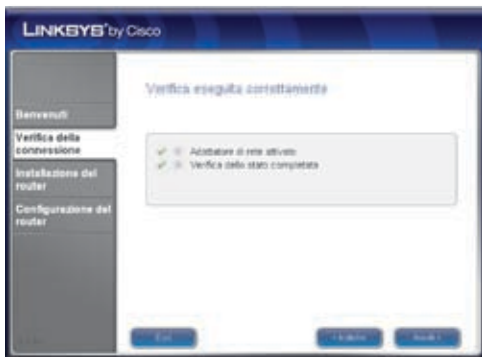 LINKSYS by Cisco
Verifica eseguita correttamente
Benvenuti
Verifica della
connessione
Installazione del
router
Configurazione del
router
Adattatore di rete attivato
Verifica dello stato completata
Esci